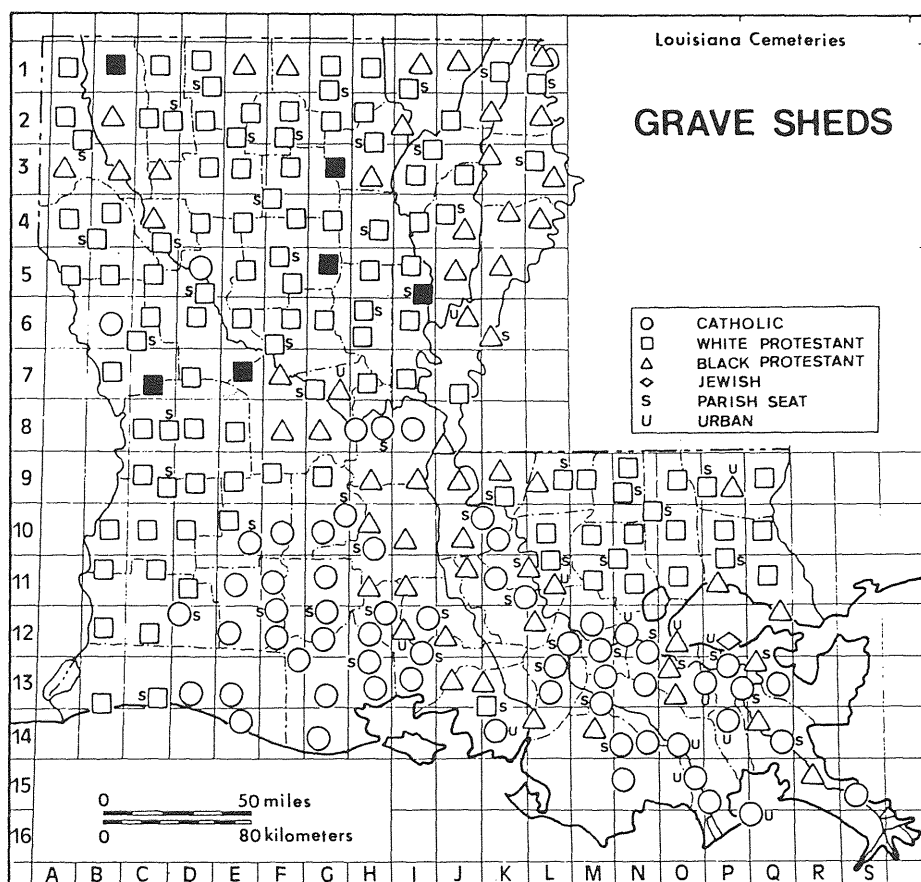 Louisiana Cemeteries
GRAVE SHEDS
1
2
3
4
5
6
7
8
9
10
11
12
13
14
15
16
CATHOLIC
WHITE PROTESTANT
BLACK PROTESTANT
JEWISH
S PARISH SEAT
U URBAN
0 50 miles
0 80 kilometers
A B C D E F G H I J K L M N O P Q R S